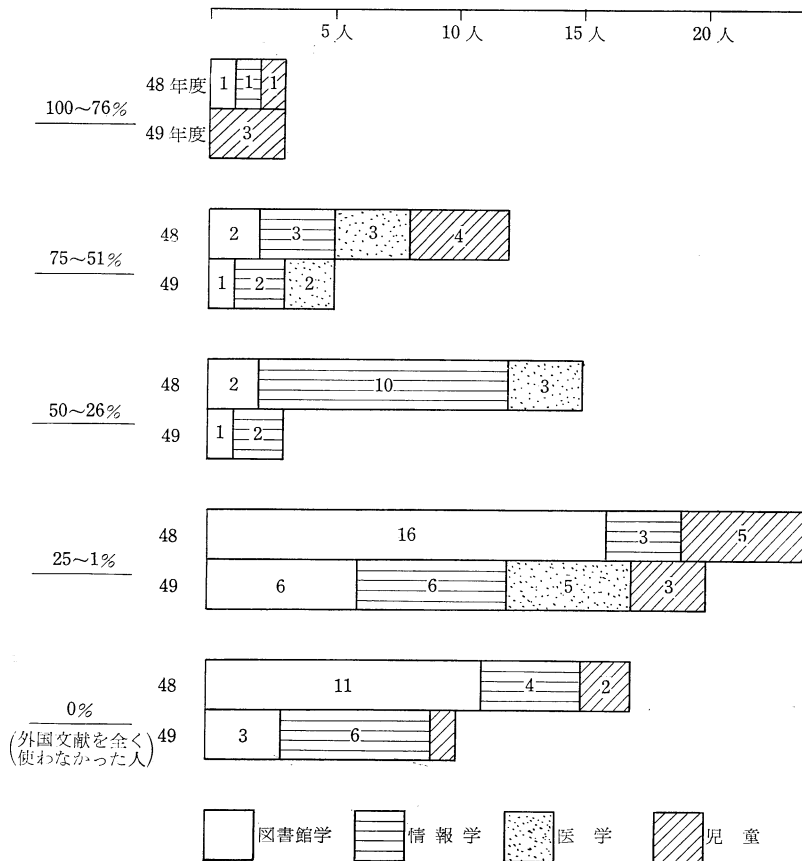 5人 10人 15人 20人
48年度 1 1 1
100～76%
49年度 3
48 2 3 3 4
75～51%
49 1 2 2
48 2 10 3
50～26%
49 1 2
48 16 3 5
25～1%
49 6 6 5 3
48 11 4 2
0%
(外国文献を全く使わなかった人)
49 3 6
図書館学 情報学 医学 児童